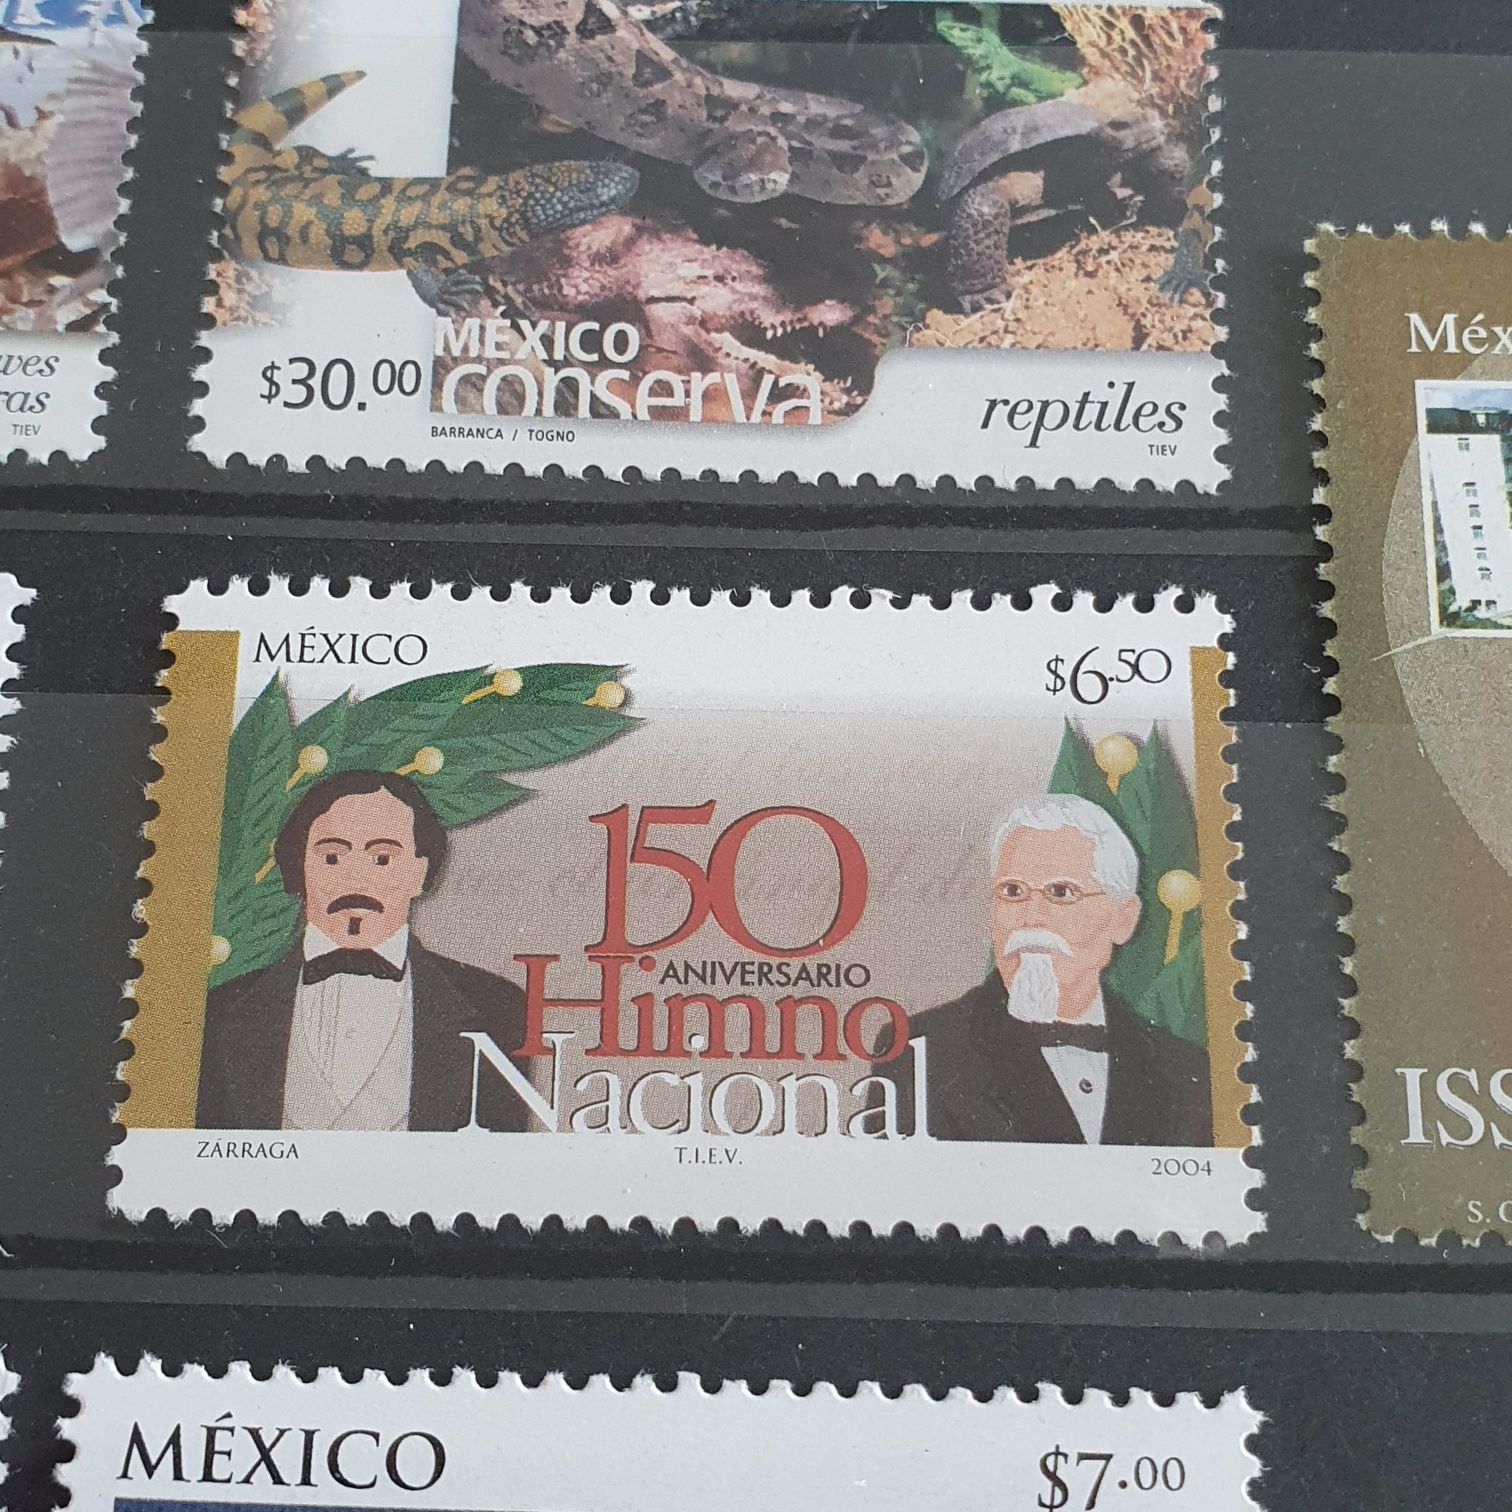 ras
TIEV
$30.00
MÉXICO
conserva
BARRANCA / TOGNO
reptiles
TIEV
MÉXICO
$6.50
150
ANIVERSARIO
Himno
Nacional
ZÁRRAGA
T.I.E.V.
2004
Méx
ISS
S.
MÉXICO
$7.00